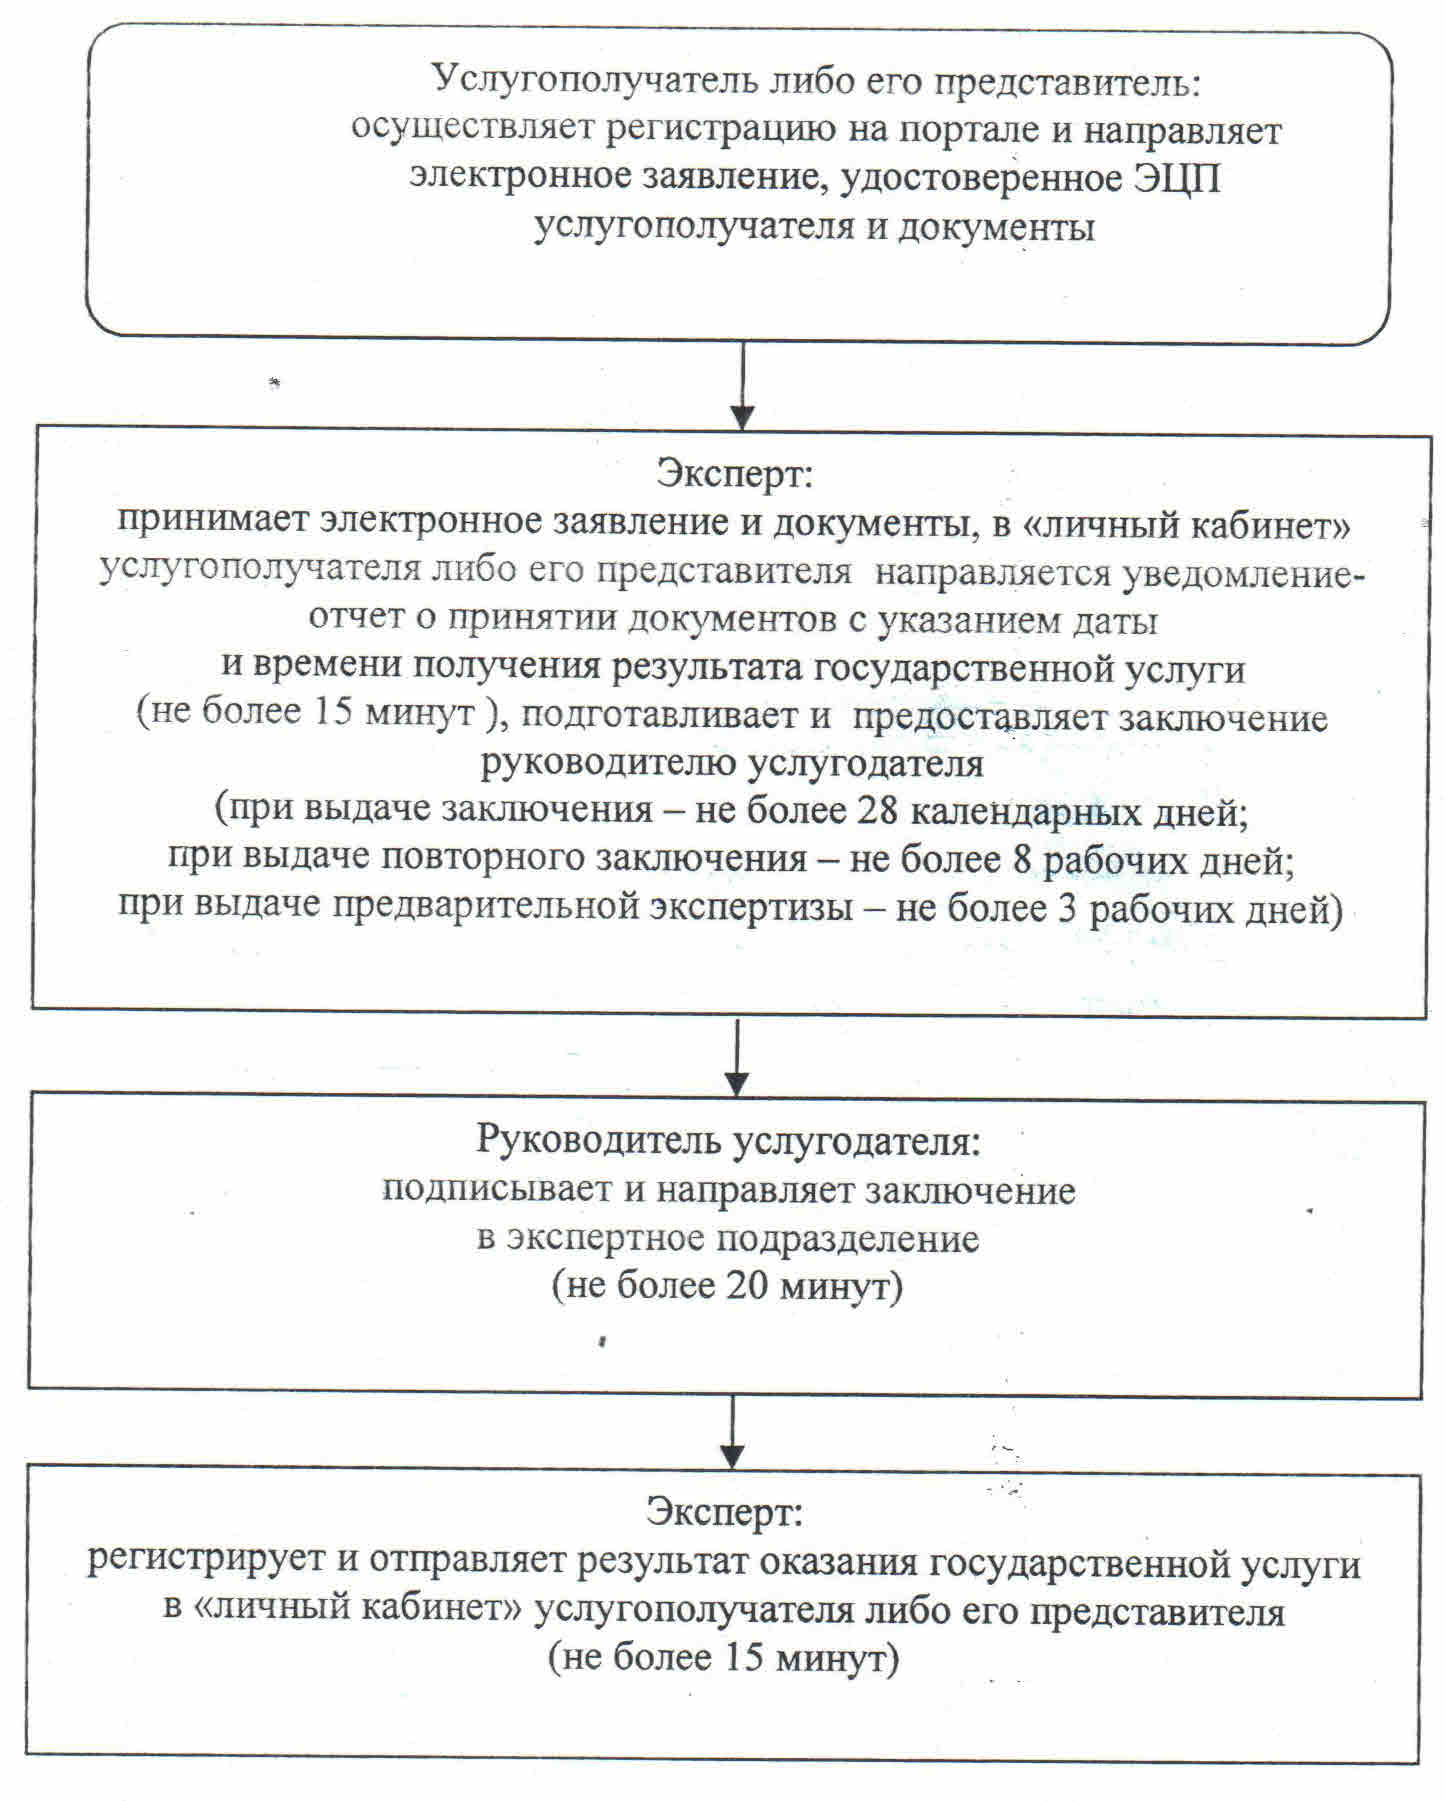 Услугополучатель либо его представитель:
осуществляет регистрацию на портале и направляет
электронное заявление, удостоверенное ЭЦП
услугополучателя и документы
Эксперт:
принимает электронное заявление и документы, в «личный кабинет»
услугополучателя либо его представителя направляется уведомление-
отчет о принятии документов с указанием даты
и времени получения результата государственной услуги
(не более 15 минут ), подготавливает и предоставляет заключение
руководителю услугодателя
(при выдаче заключения – не более 28 календарных дней;
при выдаче повторного заключения – не более 8 рабочих дней;
при выдаче предварительной экспертизы – не более 3 рабочих дней)
Руководитель услугодателя:
подписывает и направляет заключение
в экспертное подразделение
(не более 20 минут)
Эксперт:
регистрирует и отправляет результат оказания государственной услуги
в «личный кабинет» услугополучателя либо его представителя
(не более 15 минут)